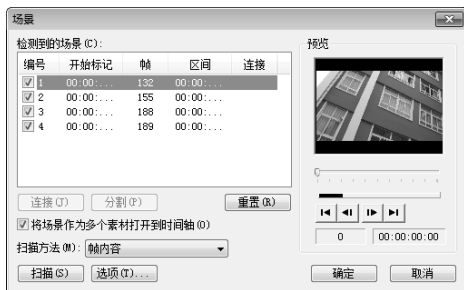 场景
检测到的场景(C):
编号 开始标记 帧 区间 连接
1 00:00:... 132 00:00:...
2 00:00:... 155 00:00:...
3 00:00:... 188 00:00:...
4 00:00:... 189 00:00:...
连接(J) 分割(P) 重置(R)
将场景作为多个素材打开到时间轴(O)
扫描方法(M): 帧内容
扫描(S) 选项(T)...
预览
0 00:00:00:00
确定 取消